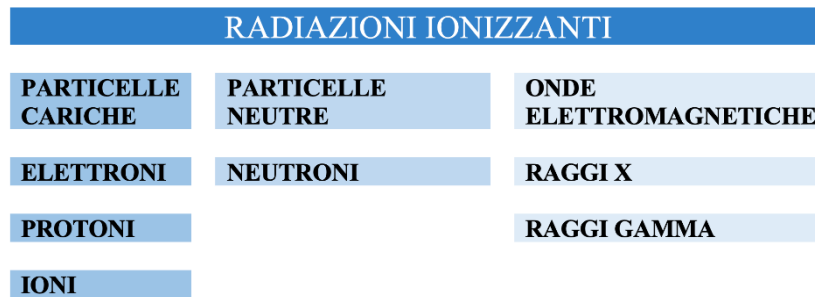 RADIAZIONI IONIZZANTI
PARTICELLE CARICHE
PARTICELLE NEUTRE
ONDE ELETTROMAGNETICHE
ELETTRONI
NEUTRONI
RAGGI X
PROTONI
RAGGI GAMMA
IONI